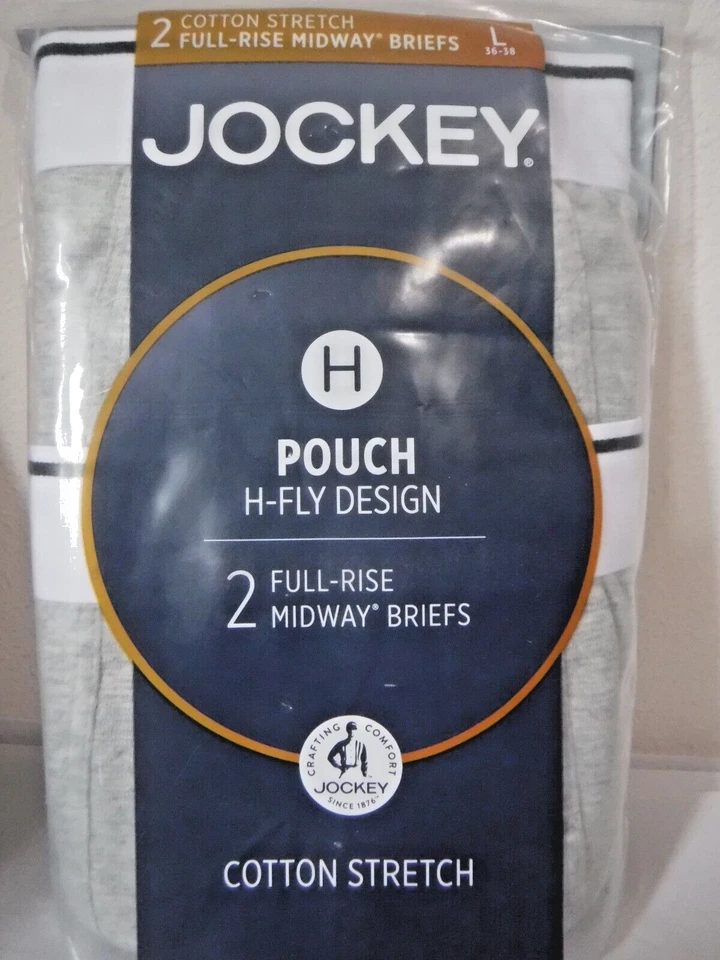 2 COTTON STRETCH
FULL-RISE MIDWAY® BRIEFS
L
36-38
JOCKEY®
H
POUCH
H-FLY DESIGN
2 FULL-RISE
MIDWAY® BRIEFS
CRAFTING COMFORT
JOCKEY
SINCE 1876™
COTTON STRETCH